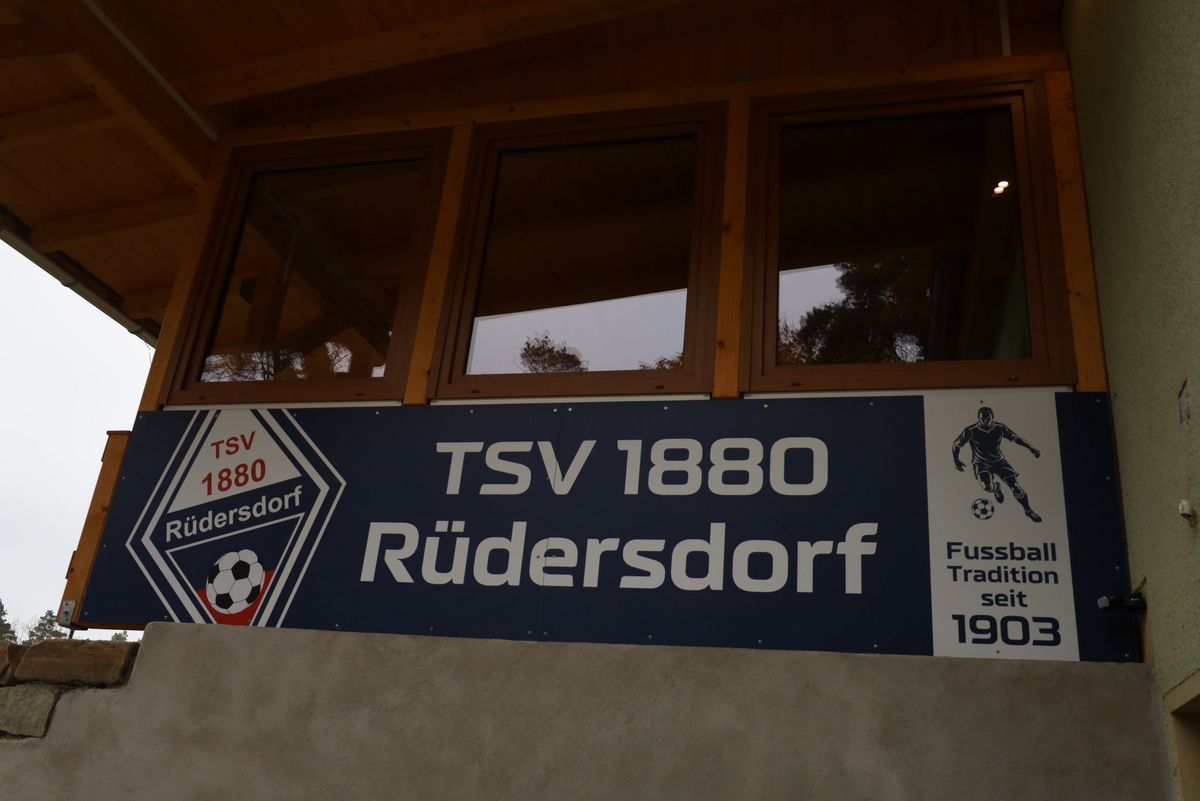 TSV
1880
Rüdersdorf
TSV 1880
Rüdersdorf
Fussball
Tradition
seit
1903